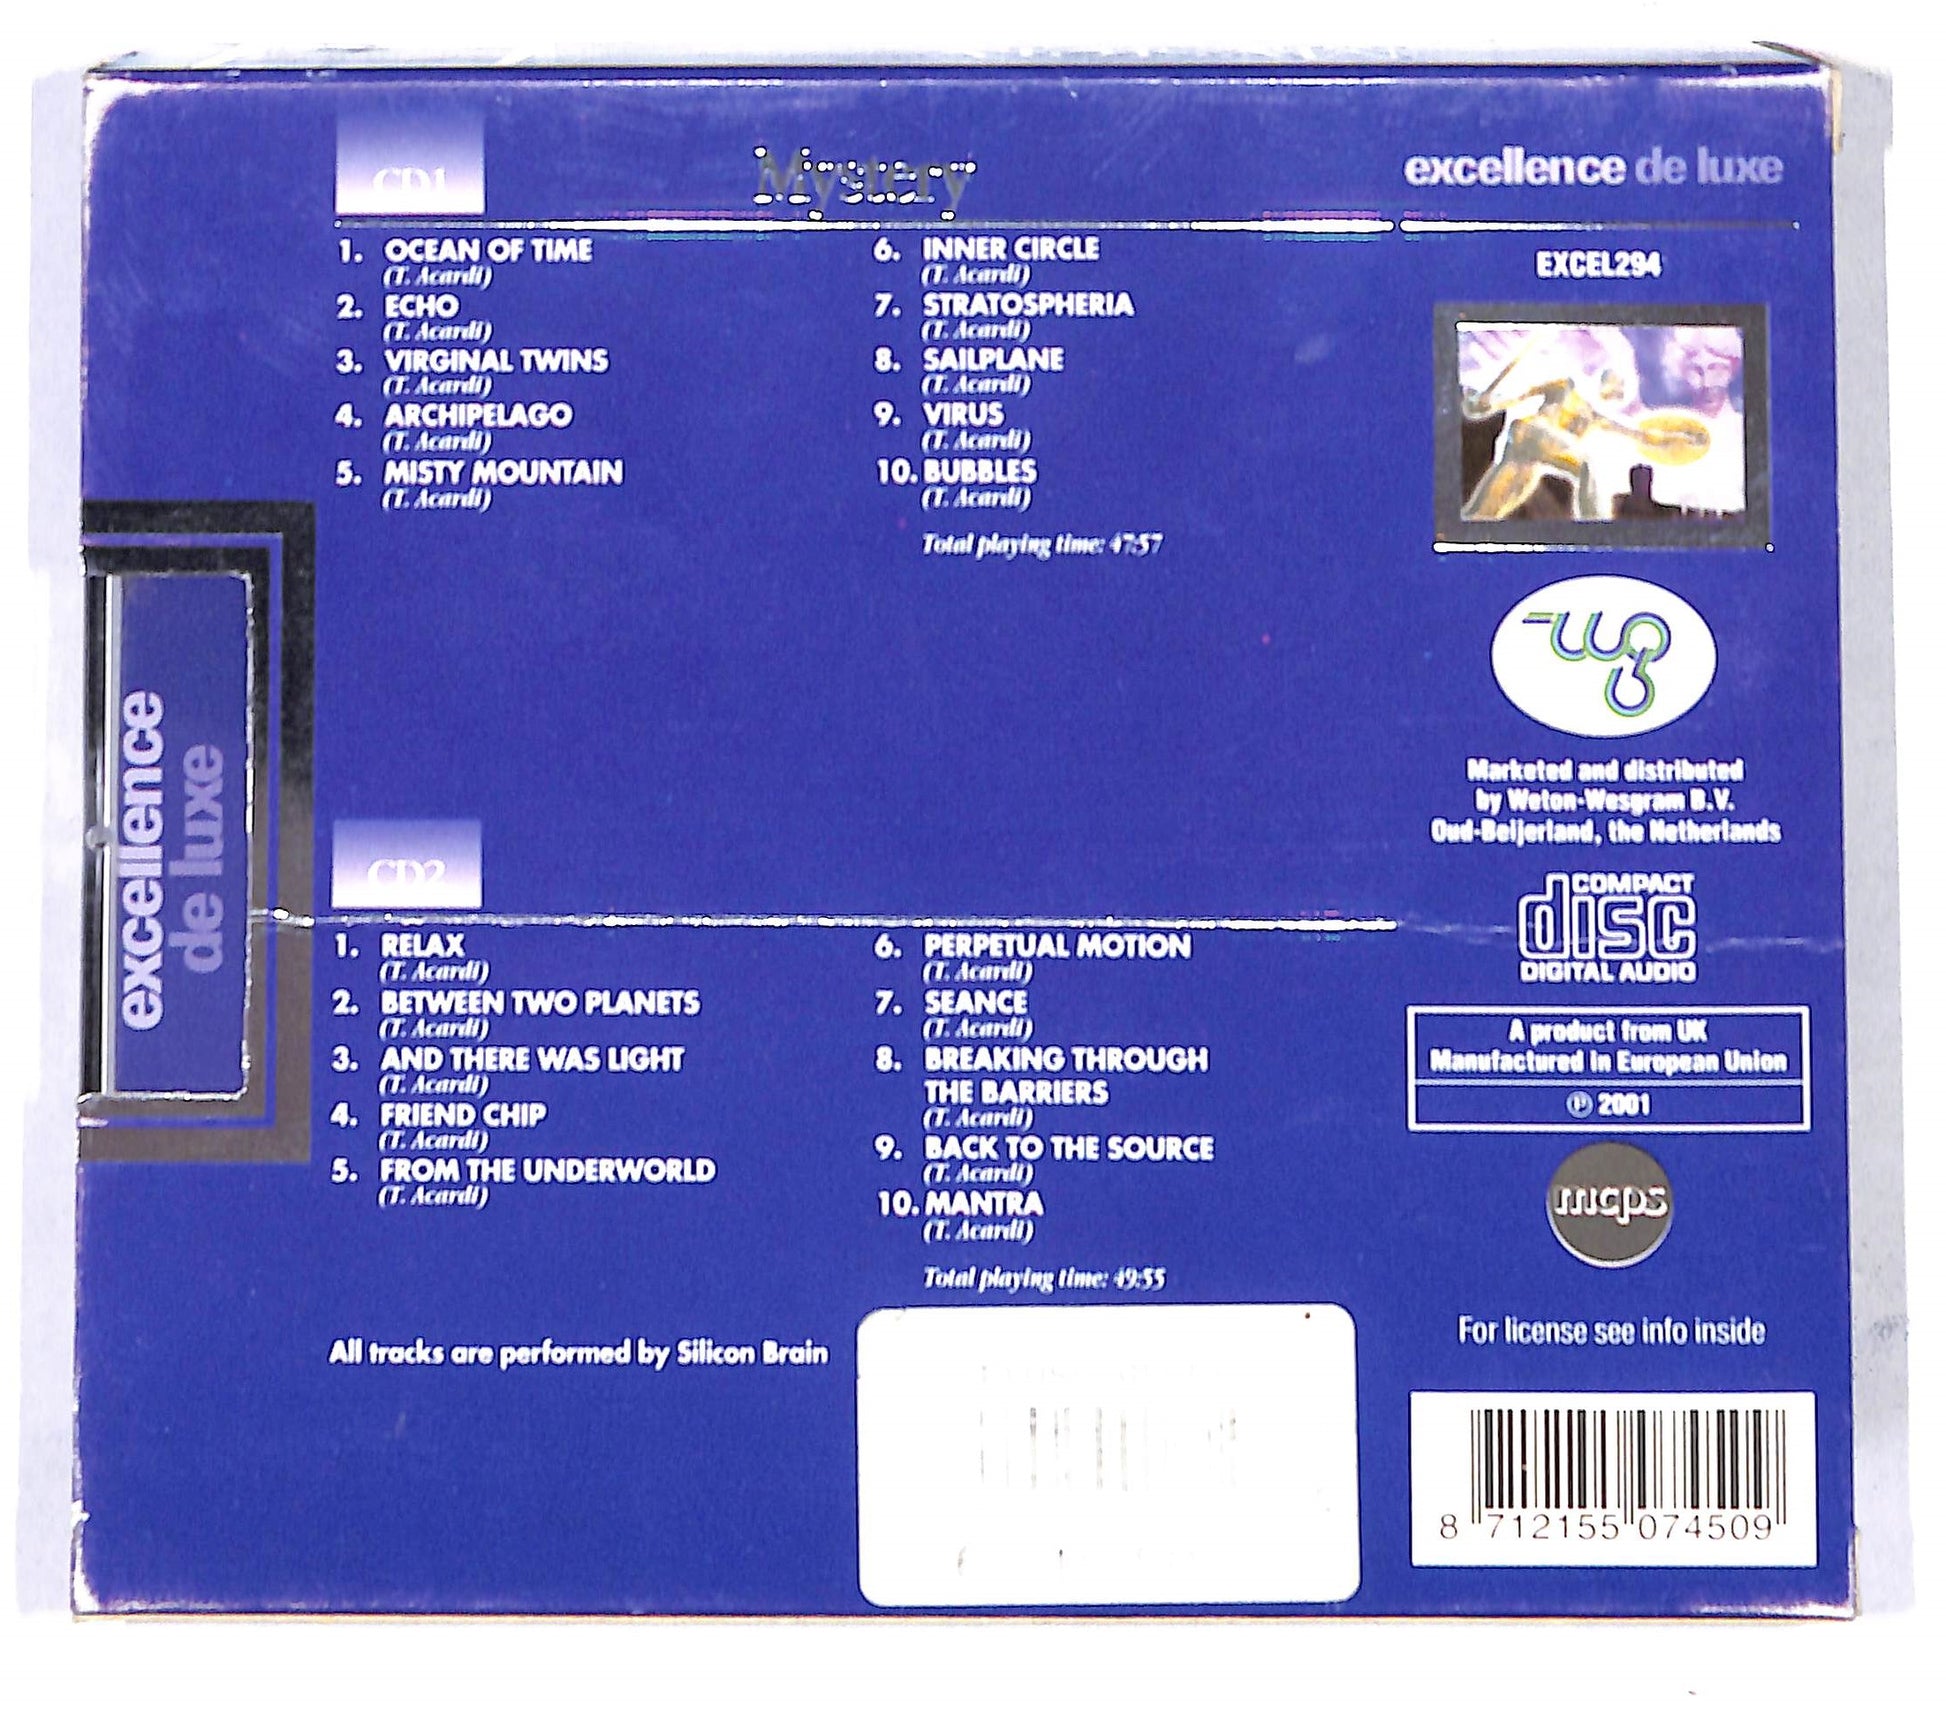 CD1
Mystery
excellence de luxe
1. OCEAN OF TIME
(T. Acardi)
2. ECHO
(T. Acardi)
3. VIRGINAL TWINS
(T. Acardi)
4. ARCHIPELAGO
(T. Acardi)
5. MISTY MOUNTAIN
(T. Acardi)
6. INNER CIRCLE
(T. Acardi)
7. STRATOSPHERIA
(T. Acardi)
8. SAILPLANE
(T. Acardi)
9. VIRUS
(T. Acardi)
10. BUBBLES
(T. Acardi)
Total playing time: 47:57
CD2
1. RELAX
(T. Acardi)
2. BETWEEN TWO PLANETS
(T. Acardi)
3. AND THERE WAS LIGHT
(T. Acardi)
4. FRIEND CHIP
(T. Acardi)
5. FROM THE UNDERWORLD
(T. Acardi)
6. PERPETUAL MOTION
(T. Acardi)
7. SEANCE
(T. Acardi)
8. BREAKING THROUGH
THE BARRIERS
(T. Acardi)
9. BACK TO THE SOURCE
(T. Acardi)
10. MANTRA
(T. Acardi)
Total playing time: 49:55
All tracks are performed by Silicon Brain
EXCEL294
wg
Marketed and distributed
by Weton-Wesgram B.V.
Oud-Beijerland, the Netherlands
COMPACT
disc
DIGITAL AUDIO
A product from UK
Manufactured in European Union
℗ 2001
mcps
For license see info inside
8 712155 074509
excellence
de luxe